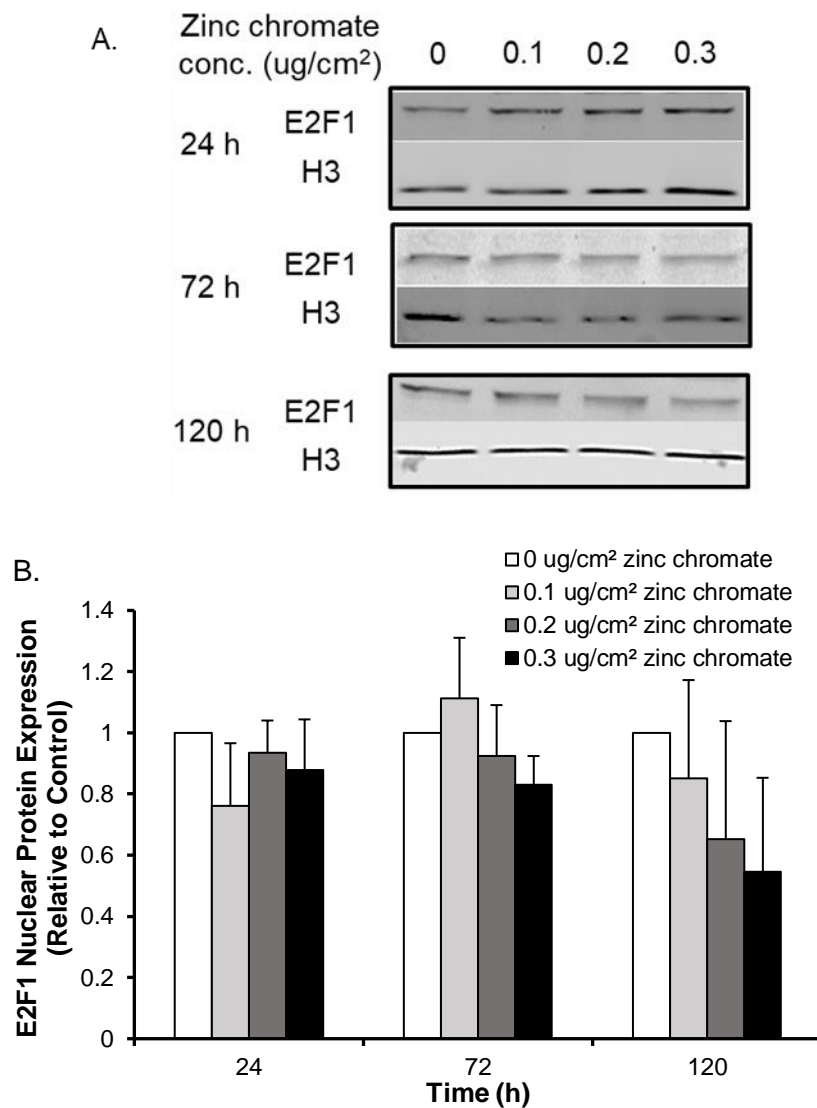 A.
Zinc chromate
conc. (ug/cm²) 0 0.1 0.2 0.3
24 h
E2F1
H3
72 h
E2F1
H3
120 h
E2F1
H3
B.
0 ug/cm² zinc chromate
0.1 ug/cm² zinc chromate
0.2 ug/cm² zinc chromate
0.3 ug/cm² zinc chromate
E2F1 Nuclear Protein Expression
(Relative to Control)
1.4
1.2
1
0.8
0.6
0.4
0.2
0
24 72 120
Time (h)